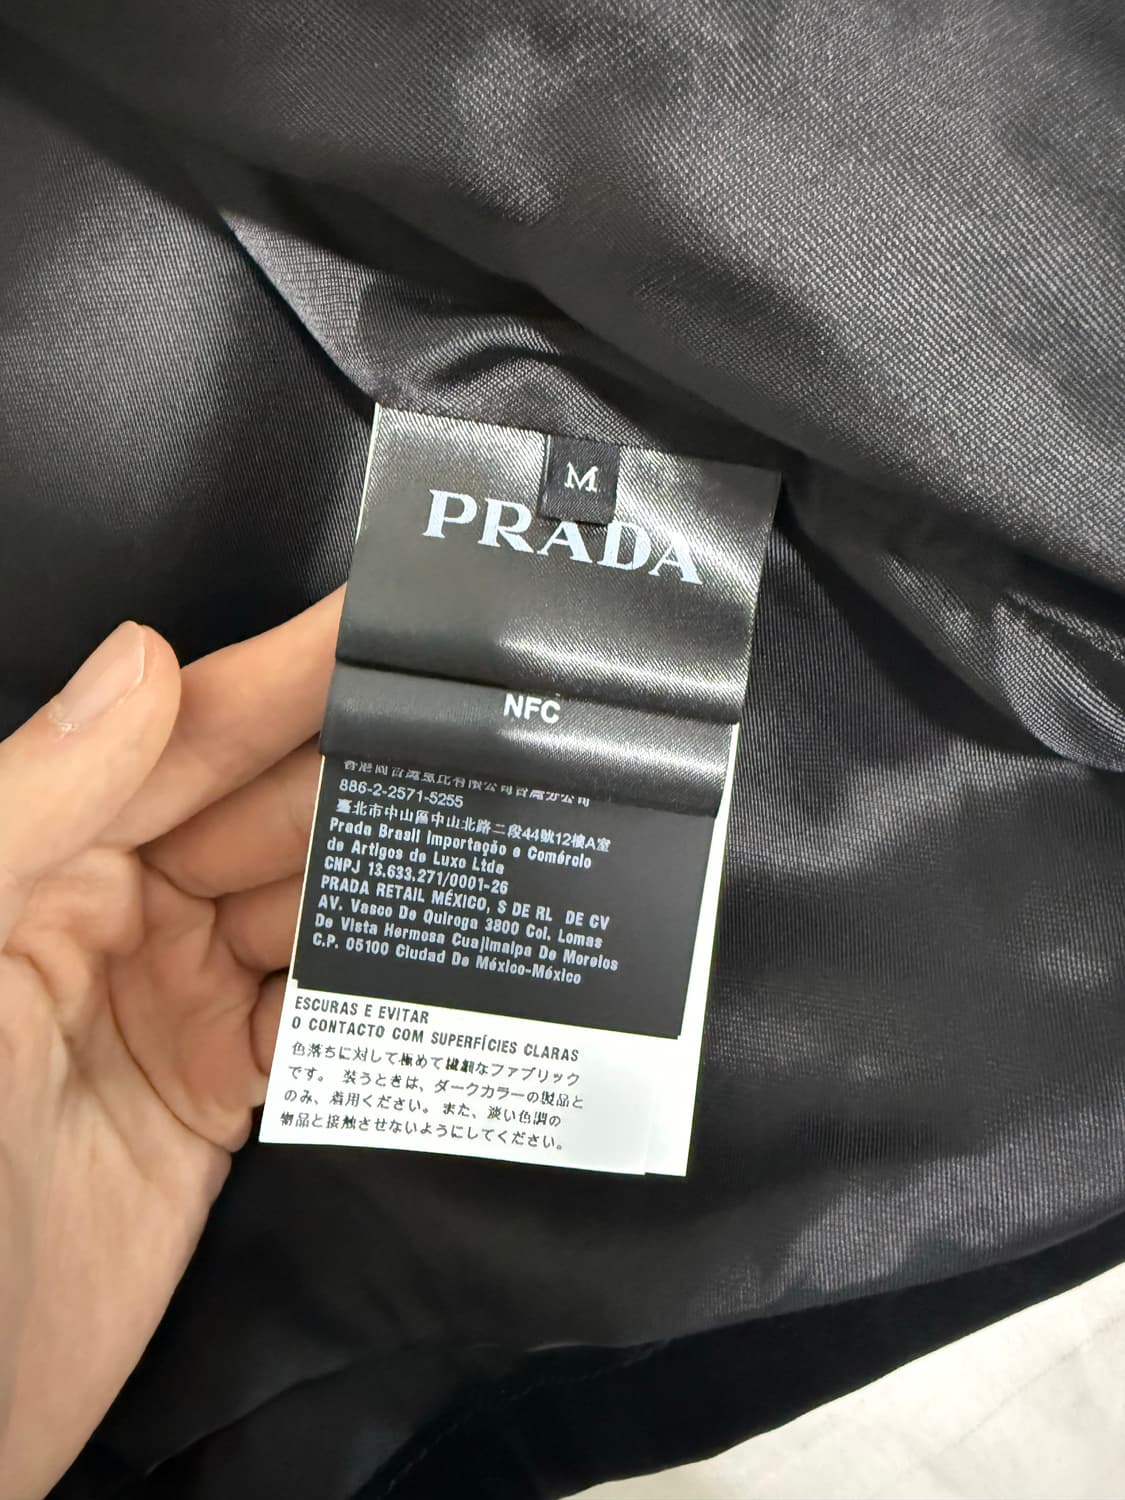 M
PRADA
NFC
886-2-2571-5255
臺北市中山區中山北路二段44號12樓A室
Prada Brasil Importação e Comércio
de Artigos de Luxo Ltda
CNPJ 13.633.271/0001-26
PRADA RETAIL MÉXICO, S DE RL DE CV
AV. Vasco De Quiroga 3800 Col. Lomas
De Vista Hermosa Cuajimalpa De Morelos
C.P. 05100 Ciudad De México-México
ESCURAS E EVITAR
O CONTACTO COM SUPERFÍCIES CLARAS
色落ちに対して極めて繊細なファブリック
です。 装うときは、ダークカラーの製品と
のみ、着用ください。また、淡い色調の
物品と接触させないようにしてください。